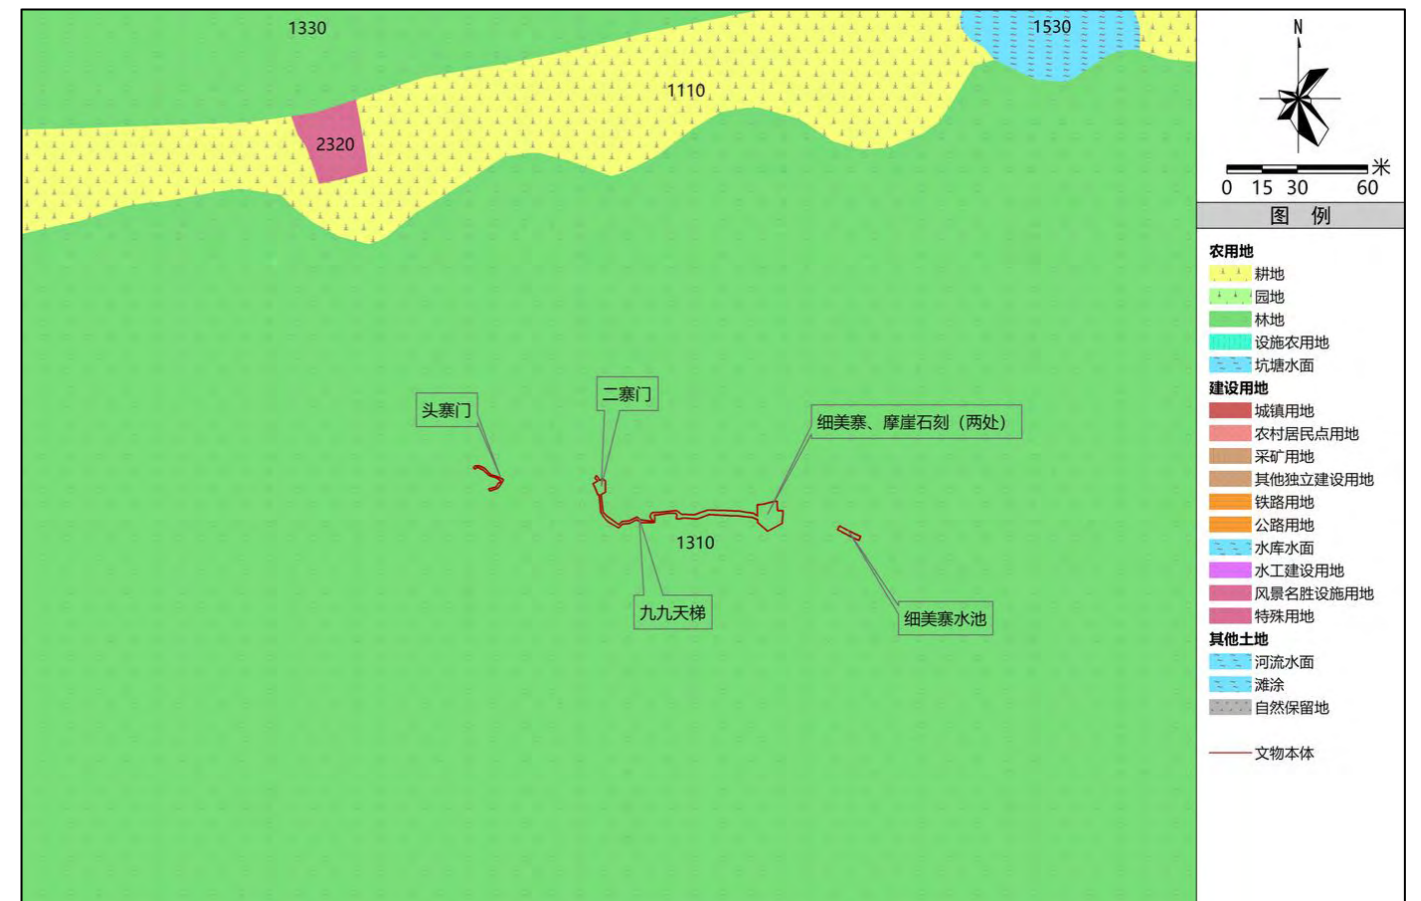 1330
1530
1110
2320
头寨门
二寨门
细美寨、摩崖石刻（两处）
1310
九九天梯
细美寨水池
N
米
0 15 30 60
图 例
农用地
耕地
园地
林地
设施农用地
坑塘水面
建设用地
城镇用地
农村居民点用地
采矿用地
其他独立建设用地
铁路用地
公路用地
水库水面
水工建设用地
风景名胜设施用地
特殊用地
其他土地
河流水面
滩涂
自然保留地
文物本体